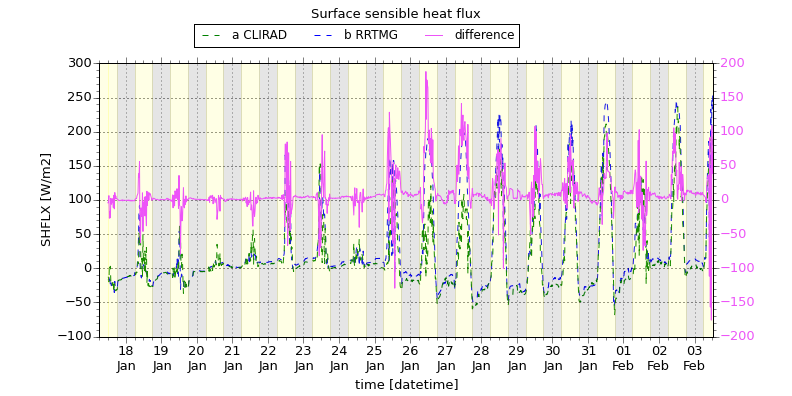 Surface sensible heat flux
a CLIRAD b RRTMG difference
300 200
250 150
200 100
150 50
100 0
50 −50
0 −100
−50 −150
−100 −200
SHFLX [W/m2]
18 19 20 21 22 23 24 25 26 27 28 29 30 31 01 02 03
Jan Jan Jan Jan Jan Jan Jan Jan Jan Jan Jan Jan Jan Jan Feb Feb Feb
time [datetime]